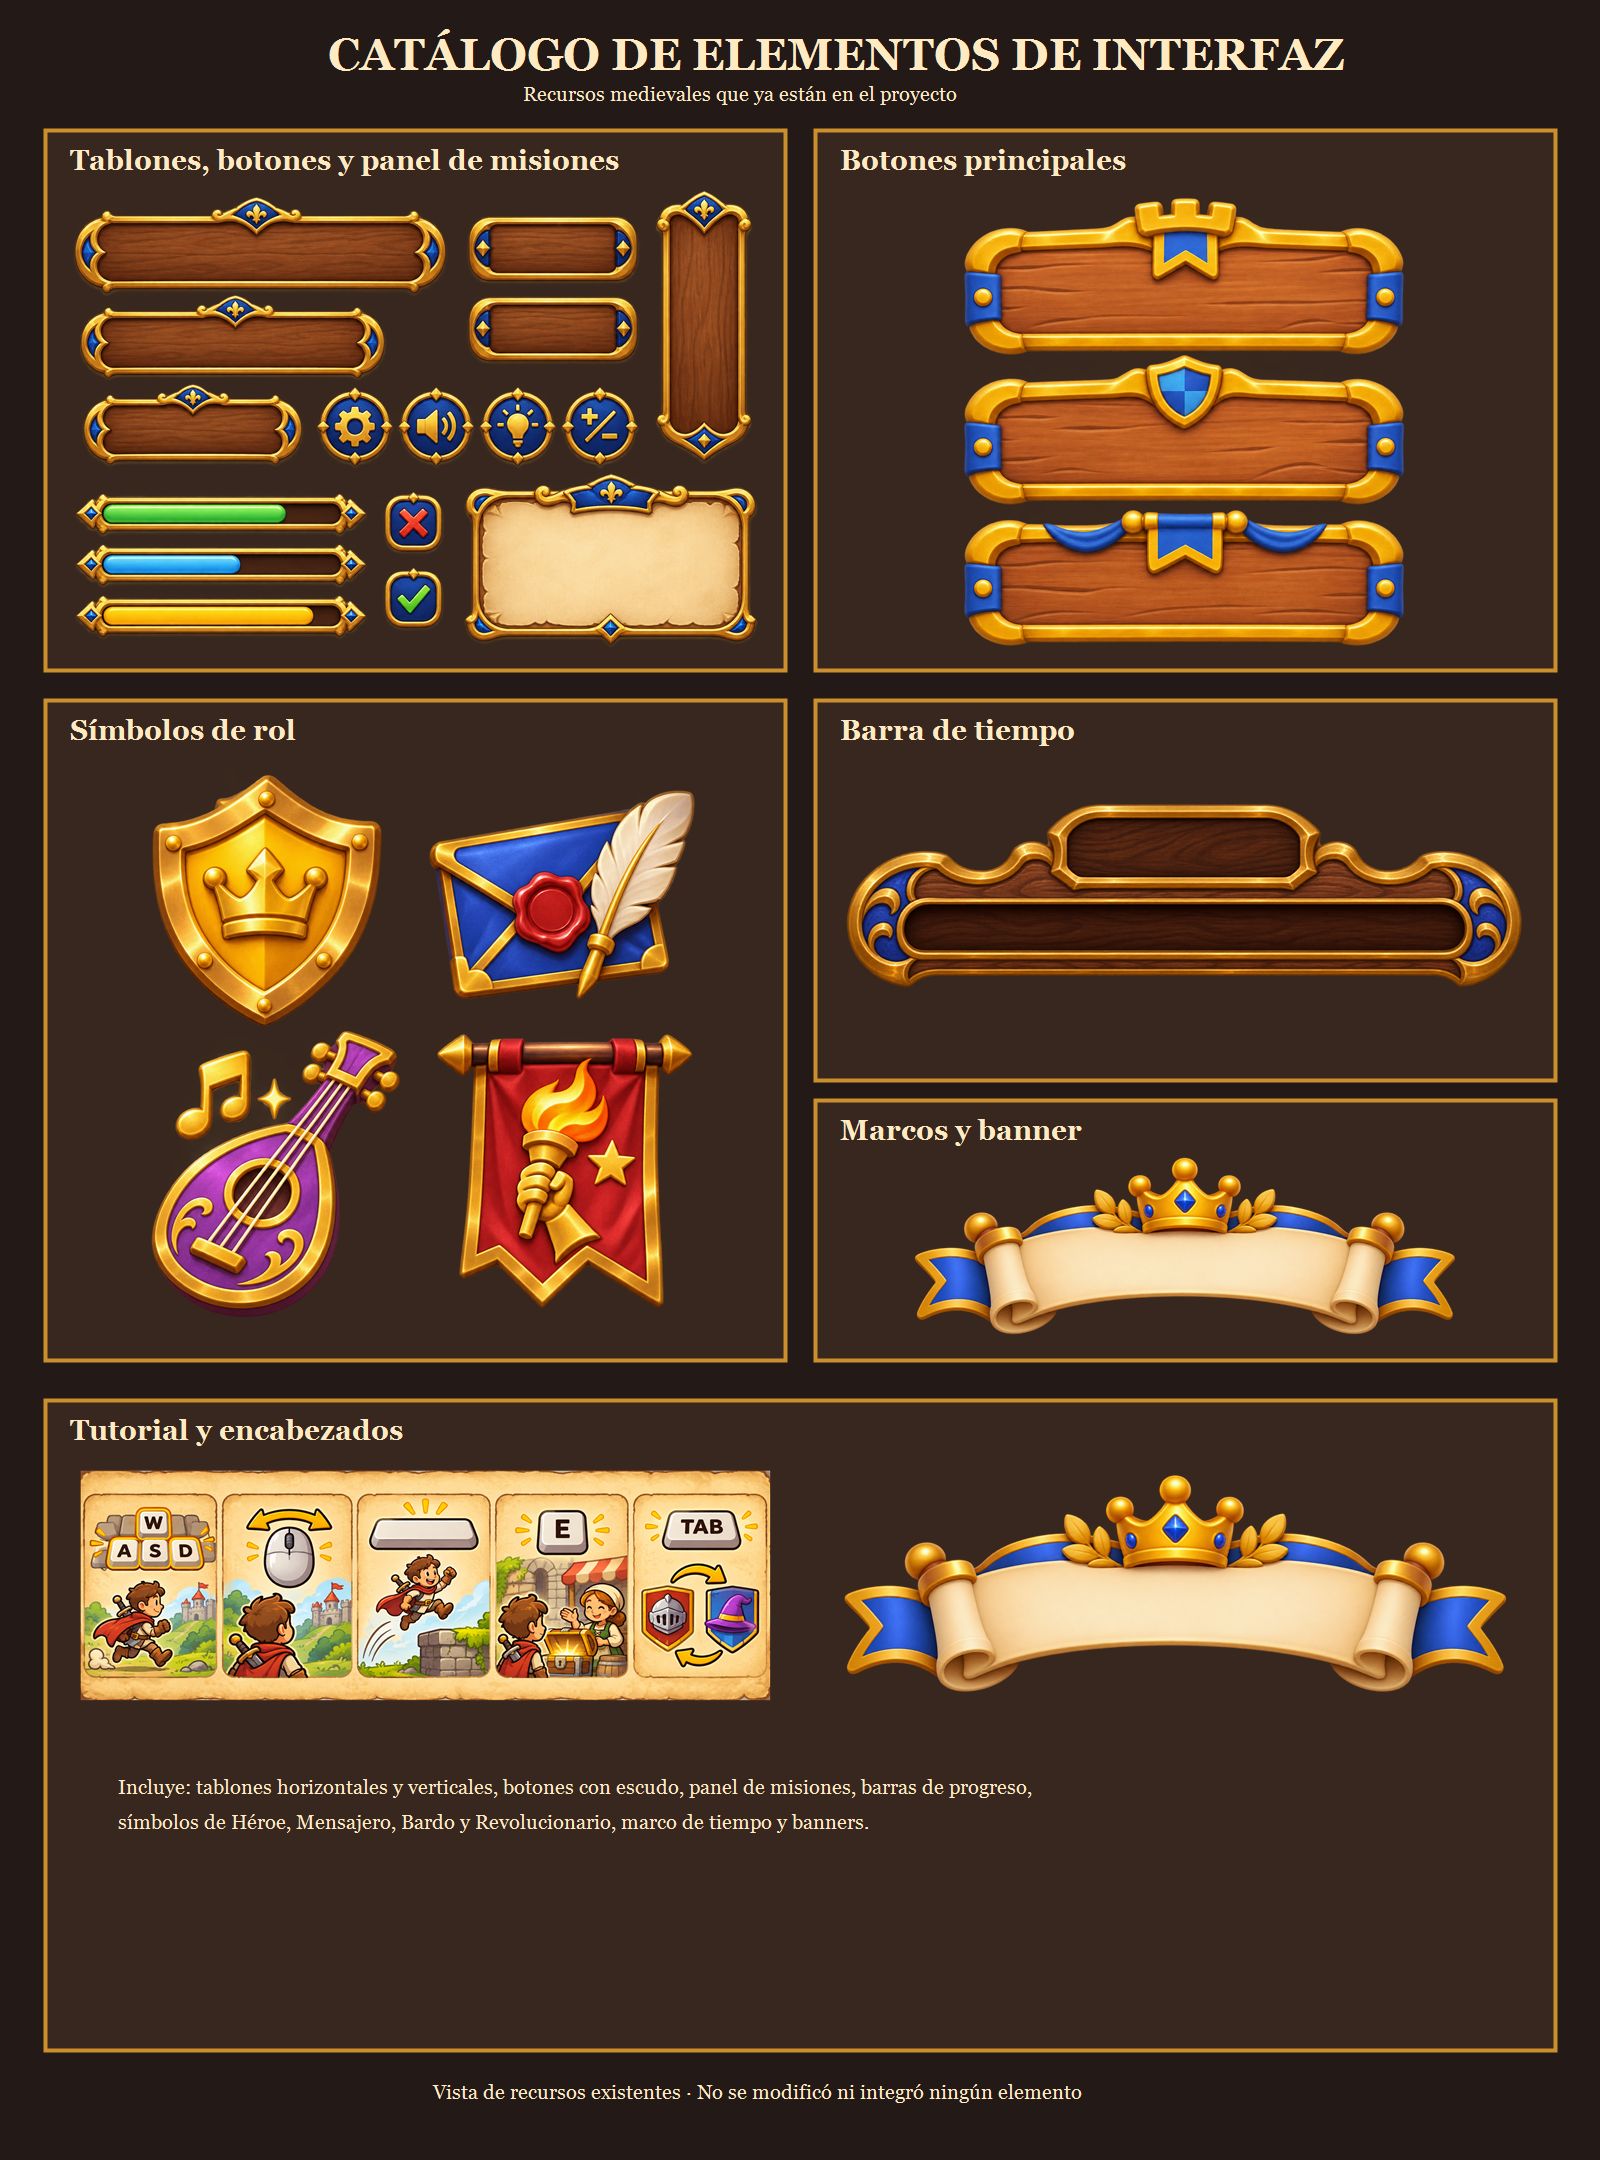 CATÁLOGO DE ELEMENTOS DE INTERFAZ
Recursos medievales que ya están en el proyecto
Tablones, botones y panel de misiones
Botones principales
Símbolos de rol
Barra de tiempo
Marcos y banner
Tutorial y encabezados
W
A S D
E
TAB
Incluye: tablones horizontales y verticales, botones con escudo, panel de misiones, barras de progreso,
símbolos de Héroe, Mensajero, Bardo y Revolucionario, marco de tiempo y banners.
Vista de recursos existentes · No se modificó ni integró ningún elemento